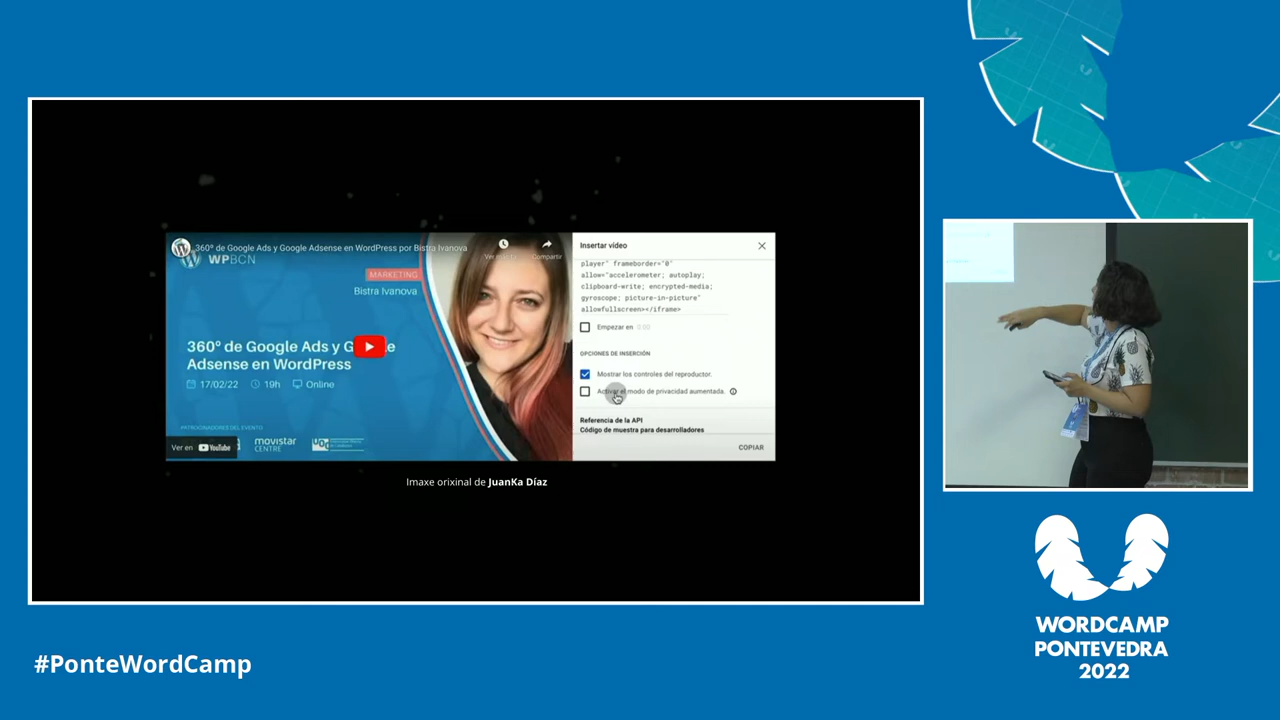 360º de Google Ads y Google Adsense en WordPress por Bistra Ivanova
Compartir
WPBCN
MARKETING
Bistra Ivanova
360º de Google Ads y G e
Adsense en WordPress
17/02/22 19h Online
PATROCINADORES DEL EVENTO
Ver en YouTube
movistar
CENTRE
Insertar vídeo
player" frameborder="0"
allow="accelerometer; autoplay;
clipboard-write; encrypted-media;
gyroscope; picture-in-picture"
allowfullscreen></iframe>
Empezar en 0:00
OPCIONES DE INSERCIÓN
Mostrar los controles del reproductor.
Activar el modo de privacidad aumentada.
Referencia de la API
Código de muestra para desarrolladores
COPIAR
Imaxe orixinal de JuanKa Díaz
WORDCAMP
PONTEVEDRA
2022
#PonteWordCamp